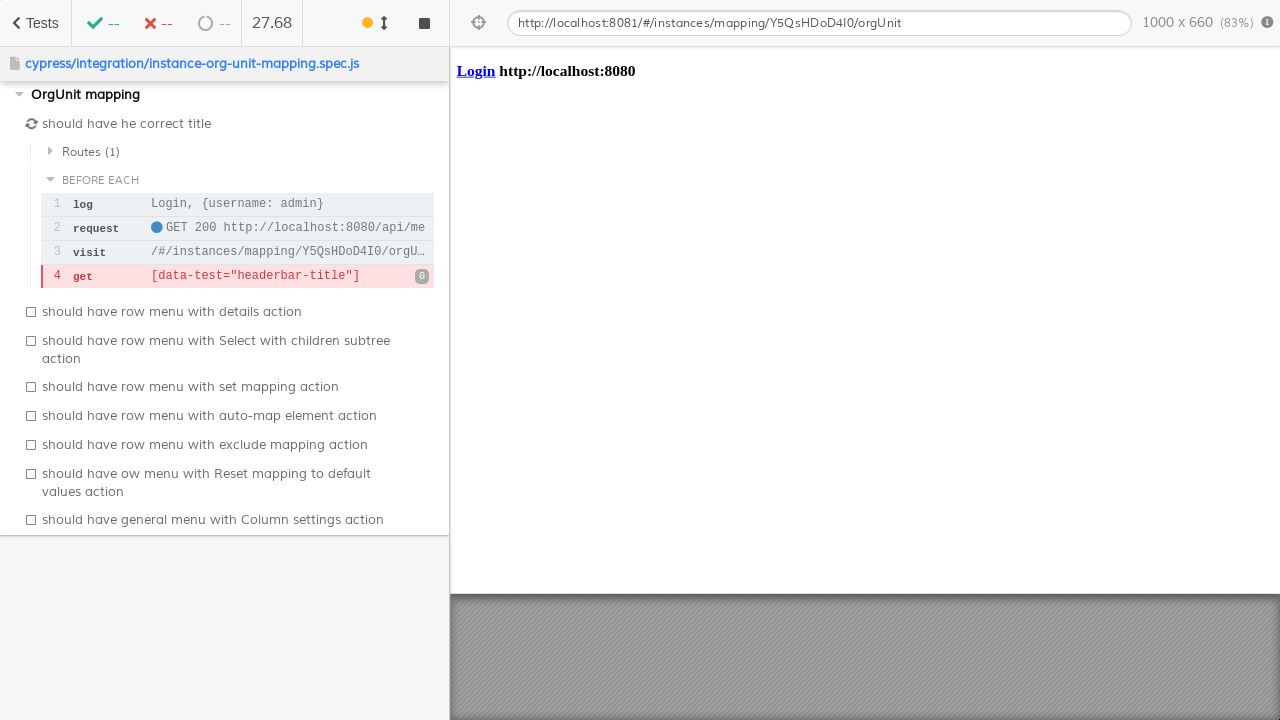 Tests -- -- -- 27.68
http://localhost:8081/#/instances/mapping/Y5QsHDoD4I0/orgUnit 1000 x 660 (83%)
cypress/integration/instance-org-unit-mapping.spec.js
Login http://localhost:8080
OrgUnit mapping
should have he correct title
Routes (1)
BEFORE EACH
1 log Login, {username: admin}
2 request GET 200 http://localhost:8080/api/me
3 visit /#/instances/mapping/Y5QsHDoD4I0/orgU…
4 get [data-test="headerbar-title"] 0
should have row menu with details action
should have row menu with Select with children subtree
action
should have row menu with set mapping action
should have row menu with auto-map element action
should have row menu with exclude mapping action
should have ow menu with Reset mapping to default
values action
should have general menu with Column settings action